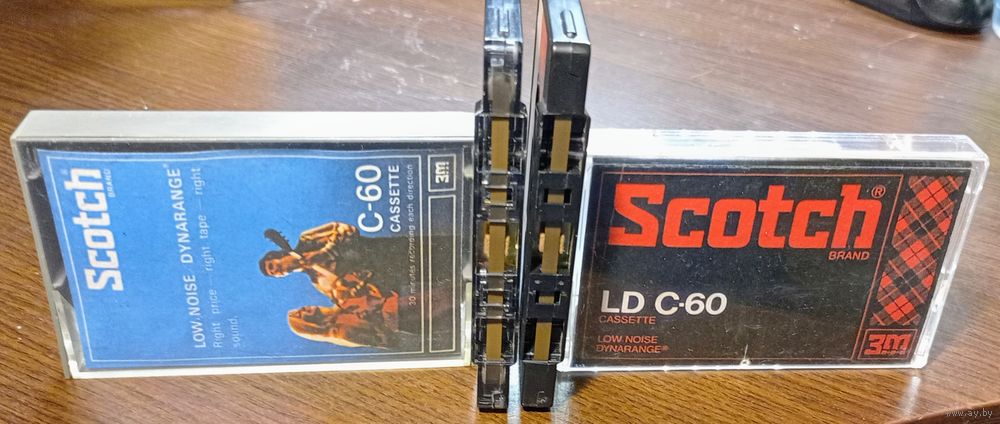 Scotch
BRAND
LOW NOISE DYNARANGE®
Right price — right tape — right
sound.
C-60
CASSETTE
30 minutes recording each direction
3M
Scotch®
BRAND
LD C-60
CASSETTE
LOW NOISE
DYNARANGE®
3M
www.ay.by